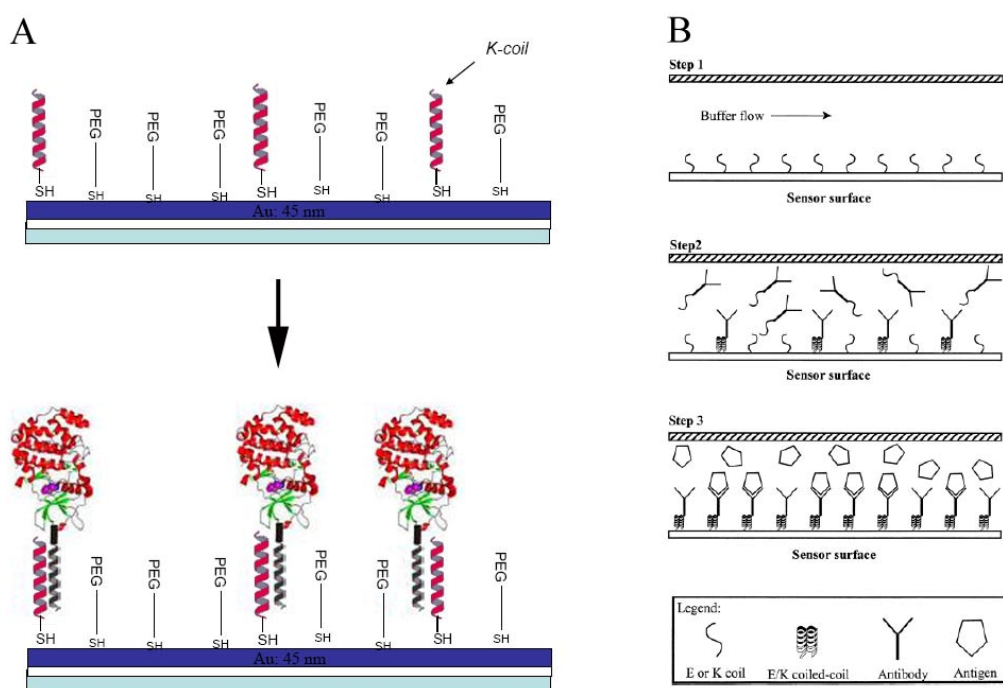 A
K-coil
PEG PEG PEG PEG PEG PEG
SH SH SH SH SH SH SH SH SH
Au: 45 nm
PEG PEG PEG PEG PEG PEG
SH SH SH SH SH SH SH SH SH
Au: 45 nm
B
Step 1
Buffer flow
Sensor surface
Step2
Sensor surface
Step 3
Sensor surface
Legend:
E or K coil E/K coiled-coil Antibody Antigen